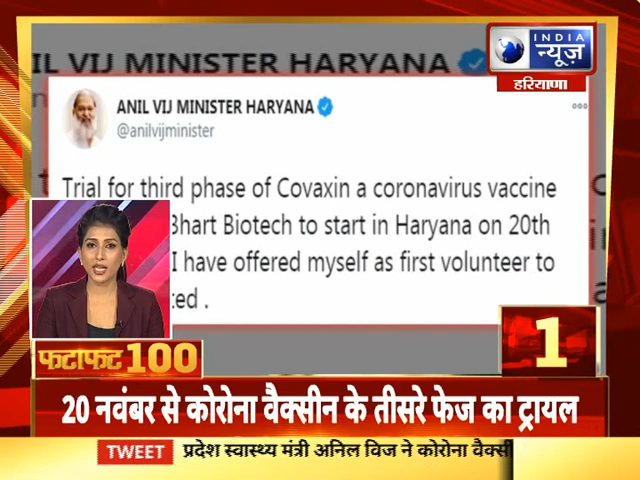 IL VIJ MINISTER HARYANA
INDIA
न्यूज़
हरियाणा
ANIL VIJ MINISTER HARYANA
@anilvijminister
Trial for third phase of Covaxin a coronavirus vaccine
Bhart Biotech to start in Haryana on 20th
I have offered myself as first volunteer to
फटाफट 100
1
20 नवंबर से कोरोना वैक्सीन के तीसरे फेज का ट्रायल
TWEET प्रदेश स्वास्थ्य मंत्री अनिल विज ने कोरोना